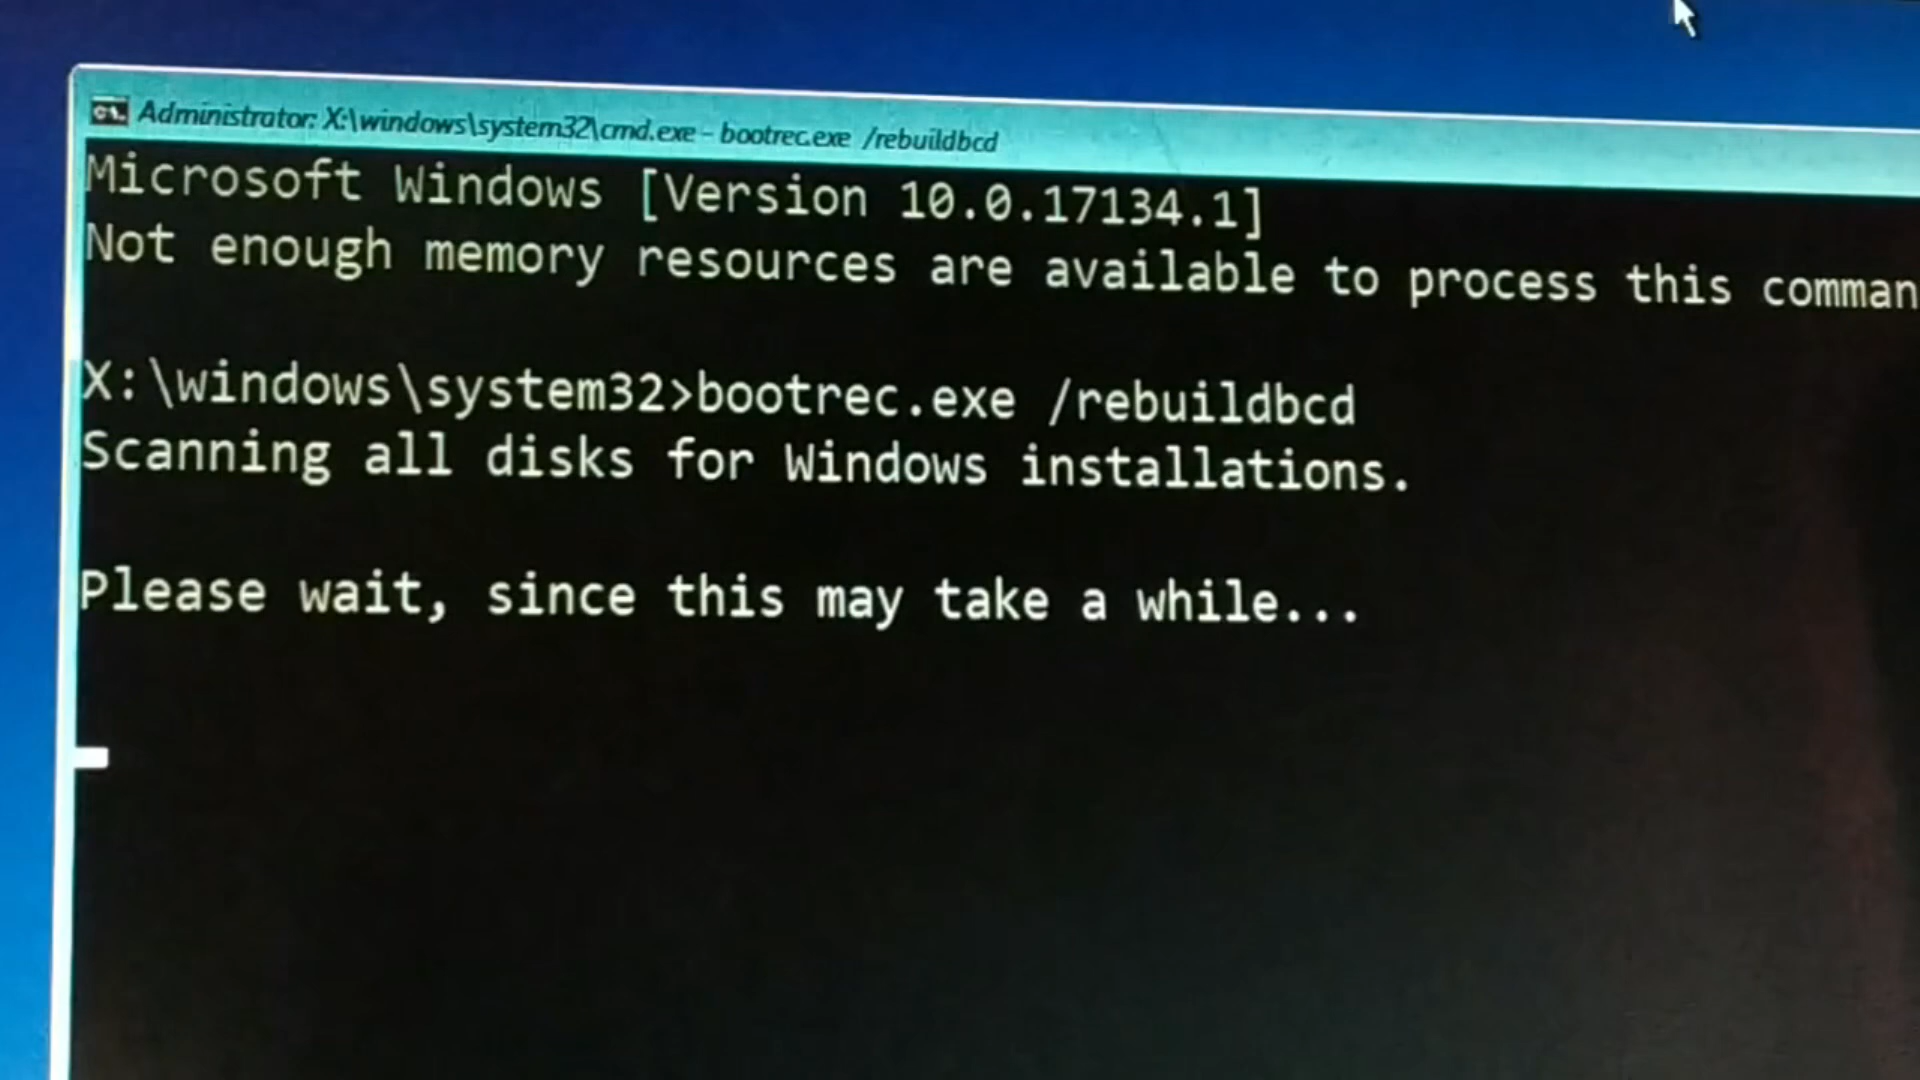 Administrator: X:\windows\system32\cmd.exe - bootrec.exe /rebuildbcd
Microsoft Windows [Version 10.0.17134.1]
Not enough memory resources are available to process this comman
X:\windows\system32>bootrec.exe /rebuildbcd
Scanning all disks for Windows installations.
Please wait, since this may take a while...